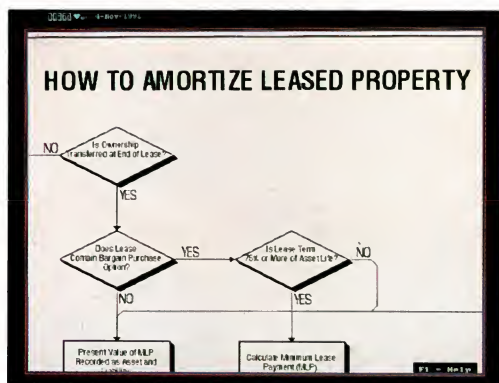 HOW TO AMORTIZE LEASED PROPERTY
NO
Is Ownership
Transferred at End of Lease?
YES
Does Lease
Contain Bargain Purchase
Option?
YES
Is Lease Term
or More of Asset Life?
NO
NO
YES
Present Value of MLP
Recorded as Asset and
Calculate Minimum Lease
Payment (MLP)
F1 - Help